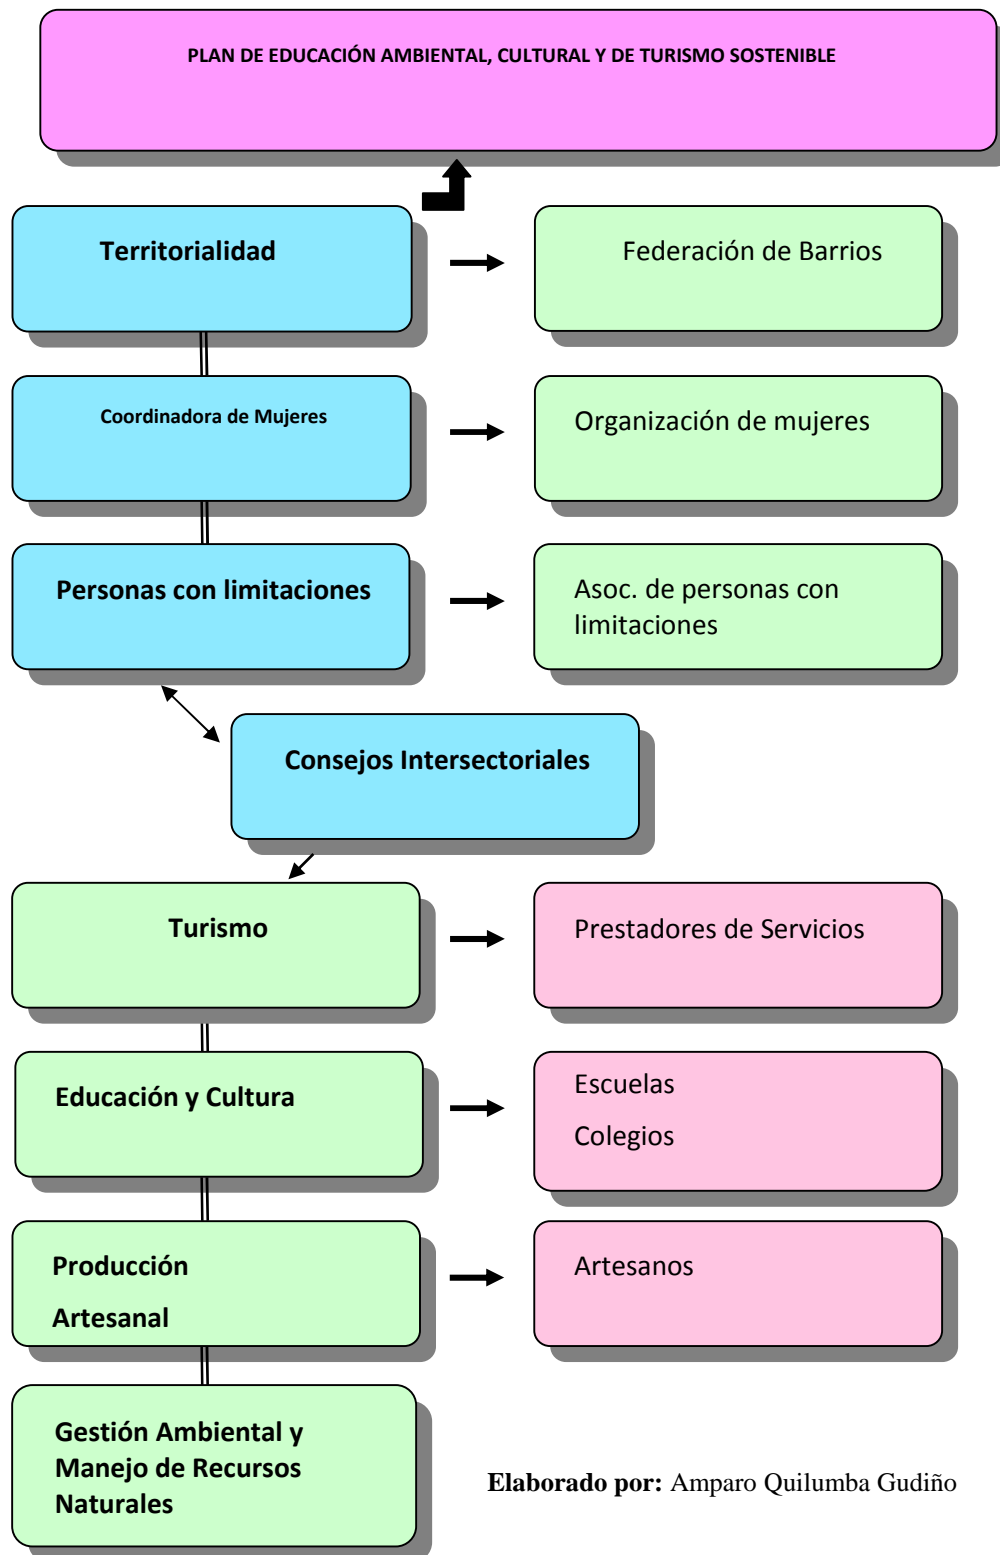 PLAN DE EDUCACIÓN AMBIENTAL, CULTURAL Y DE TURISMO SOSTENIBLE
Territorialidad
Federación de Barrios
Coordinadora de Mujeres
Organización de mujeres
Personas con limitaciones
Asoc. de personas con
limitaciones
Consejos Intersectoriales
Turismo
Prestadores de Servicios
Educación y Cultura
Escuelas
Colegios
Producción
Artesanal
Artesanos
Gestión Ambiental y
Manejo de Recursos
Naturales
Elaborado por: Amparo Quilumba Gudiño